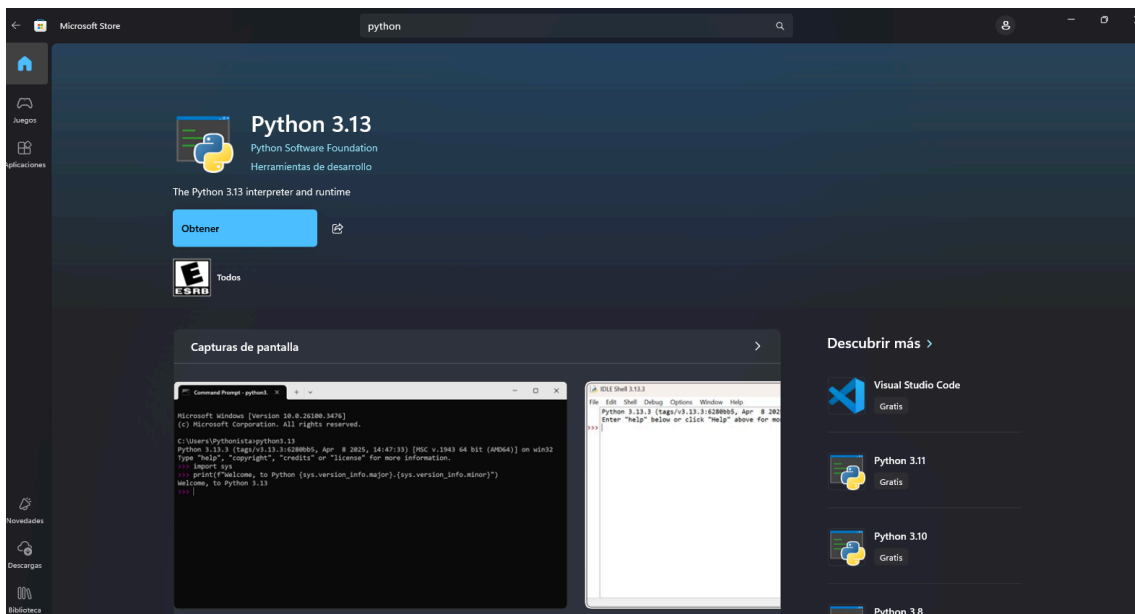 Microsoft Store
python
Juegos
Aplicaciones
Novedades
Descargas
Biblioteca
Python 3.13
Python Software Foundation
Herramientas de desarrollo
The Python 3.13 interpreter and runtime
Obtener
E
ESRB
Todos
Capturas de pantalla
Command Prompt - python3.
Microsoft Windows [Version 10.0.26100.3476]
(c) Microsoft Corporation. All rights reserved.
C:\Users\Pythonista>python3.13
Python 3.13.3 (tags/v3.13.3:6280bb5, Apr 8 2025, 14:47:33) [MSC v.1943 64 bit (AMD64)] on win32
Type "help", "copyright", "credits" or "license" for more information.
>>> import sys
>>> print(f"Welcome, to Python {sys.version_info.major}.{sys.version_info.minor}")
Welcome, to Python 3.13
>>>
IDLE Shell 3.13.3
File Edit Shell Debug Options Window Help
Python 3.13.3 (tags/v3.13.3:6280bb5, Apr 8 202
Enter "help" below or click "Help" above for mo
>>>
Descubrir más
Visual Studio Code
Gratis
Python 3.11
Gratis
Python 3.10
Gratis
Python 3.8